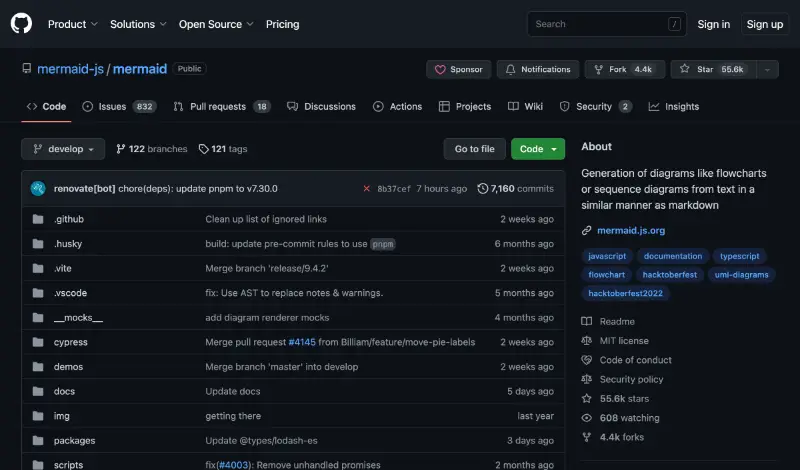 Product Solutions Open Source Pricing Search / Sign in Sign up
mermaid-js / mermaid Public Sponsor Notifications Fork 4.4k Star 55.6k
Code Issues 832 Pull requests 18 Discussions Actions Projects Wiki Security 2 Insights
develop 122 branches 121 tags Go to file Code
renovate[bot] chore(deps): update pnpm to v7.30.0 8b37cef 7 hours ago 7,160 commits
.github Clean up list of ignored links 2 weeks ago
.husky build: update pre-commit rules to use pnpm 6 months ago
.vite Merge branch 'release/9.4.2' 2 weeks ago
.vscode fix: Use AST to replace notes & warnings. 5 months ago
__mocks__ add diagram renderer mocks 4 months ago
cypress Merge pull request #4145 from Billiam/feature/move-pie-labels 2 weeks ago
demos Merge branch 'master' into develop 2 weeks ago
docs Update docs 5 days ago
img getting there last year
packages Update @types/lodash-es 3 days ago
scripts fix(#4003): Remove unhandled promises 2 months ago
About
Generation of diagrams like flowcharts
or sequence diagrams from text in a
similar manner as markdown
mermaid.js.org
javascript documentation typescript
flowchart hacktoberfest uml-diagrams
hacktoberfest2022
Readme
MIT license
Code of conduct
Security policy
55.6k stars
608 watching
4.4k forks